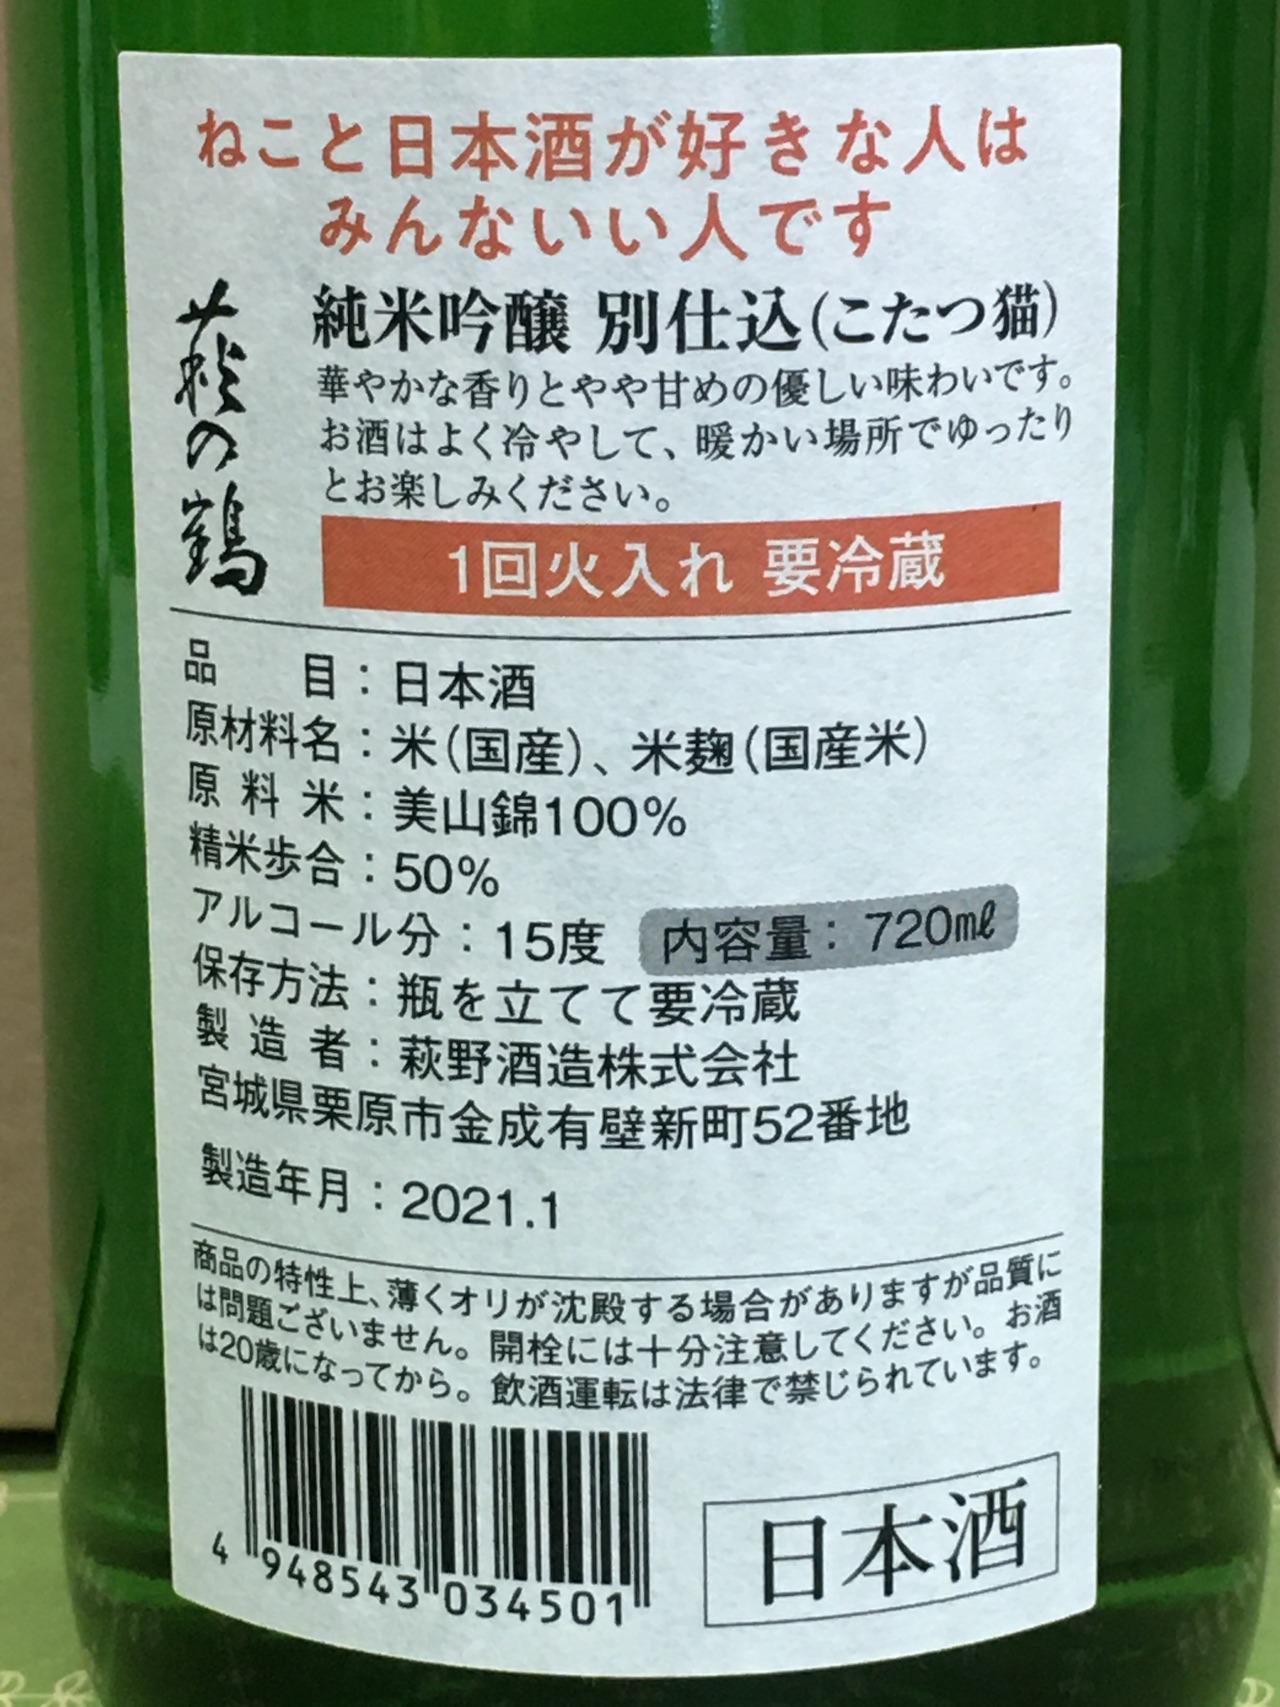 ねこと日本酒が好きな人は
みんないい人です
萩の鶴
純米吟醸 別仕込(こたつ猫)
華やかな香りとやや甘めの優しい味わいです。
お酒はよく冷やして、暖かい場所でゆったり
とお楽しみください。
1回火入れ 要冷蔵
品 目:日本酒
原材料名:米(国産)、米麹(国産米)
原料米:美山錦100%
精米歩合:50%
アルコール分:15度 内容量:720㎖
保存方法:瓶を立てて要冷蔵
製造者:萩野酒造株式会社
宮城県栗原市金成有壁新町52番地
製造年月:2021.1
商品の特性上、薄くオリが沈殿する場合がありますが品質に
は問題ございません。開栓には十分注意してください。お酒
は20歳になってから。飲酒運転は法律で禁じられています。
4 948543 034501
日本酒